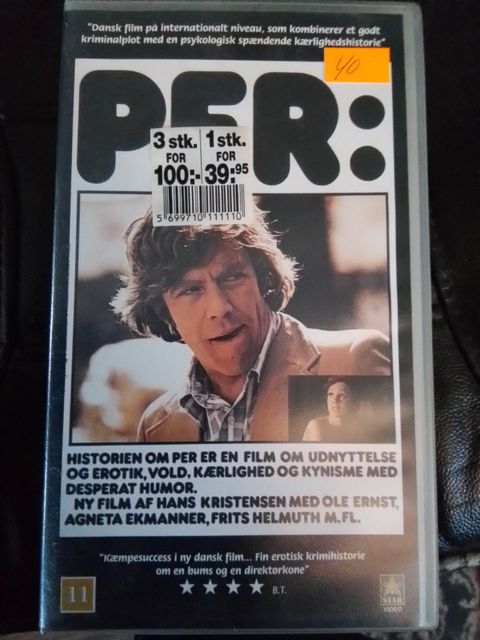 "Dansk film på internationalt niveau, som kombinerer et godt
kriminalplot med en psykologisk spændende kærlighedshistorie"
40
PER:
3 stk. 1 stk.
FOR FOR
100:- 39:95
5 699710 111110
HISTORIEN OM PER ER EN FILM OM UDNYTTELSE
OG EROTIK, VOLD, KÆRLIGHED OG KYNISME MED
DESPERAT HUMOR.
NY FILM AF HANS KRISTENSEN MED OLE ERNST,
AGNETA EKMANNER, FRITS HELMUTH M.FL.
"Kæmpesuccess i ny dansk film... Fin erotisk krimihistorie
om en bums og en direktørkone"
★ ★ ★ ★ B.T.
11
STAR
VIDEO